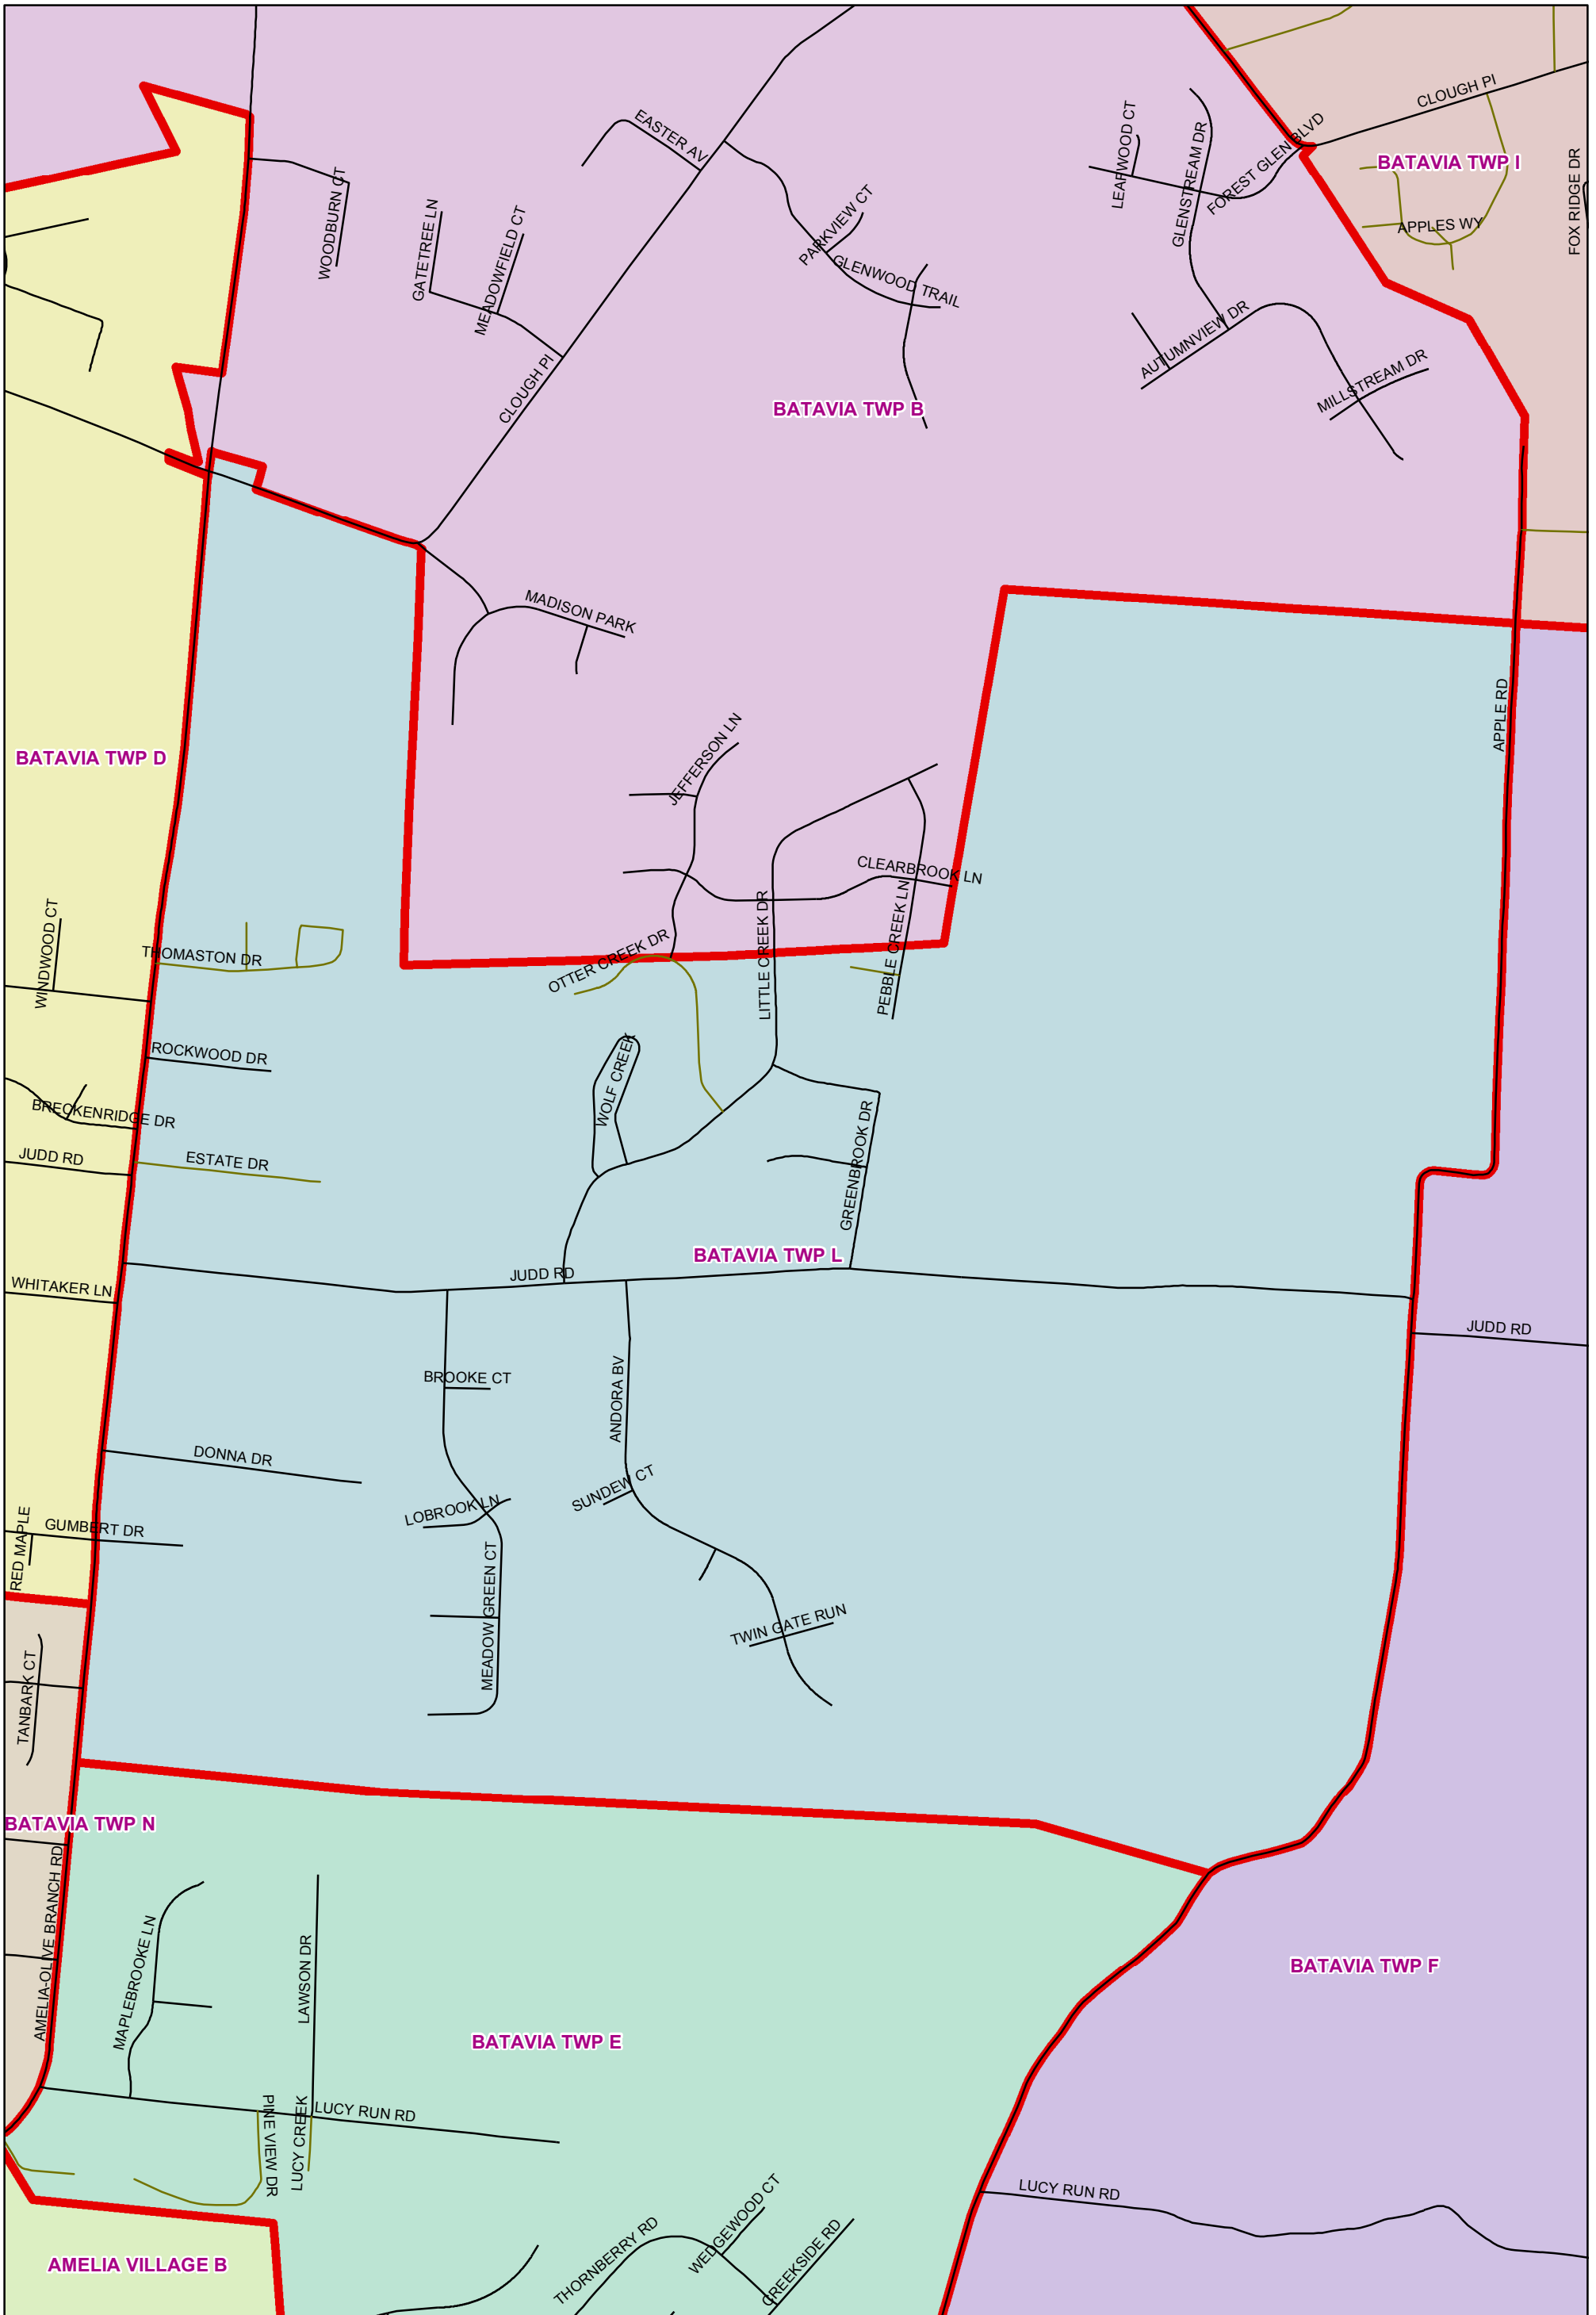 CLOUGH PI
EASTER AV
LEAFWOOD CT
GLENSTREAM DR
FOREST GLEN BLVD
BATAVIA TWP I
FOX RIDGE DR
WOODBURN CT
GATETREE LN
MEADOWFIELD CT
PARKVIEW CT
APPLES WY
GLENWOOD TRAIL
AUTUMNVIEW DR
CLOUGH PI
MILLSTREAM DR
BATAVIA TWP B
MADISON PARK
APPLE RD
BATAVIA TWP D
JEFFERSON LN
CLEARBROOK LN
WINDWOOD CT
THOMASTON DR
OTTER CREEK DR
LITTLE CREEK DR
PEBBLE CREEK LN
ROCKWOOD DR
WOLF CREEK
BRECKENRIDGE DR
JUDD RD
ESTATE DR
GREENBROOK DR
BATAVIA TWP L
JUDD RD
WHITAKER LN
JUDD RD
BROOKE CT
ANDORA BV
DONNA DR
SUNDEW CT
LOBROOK LN
RED MAPLE
GUMBERT DR
MEADOW GREEN CT
TWIN GATE RUN
TANBARK CT
BATAVIA TWP N
AMELIA-OLIVE BRANCH RD
MAPLEBROOKE LN
LAWSON DR
BATAVIA TWP F
BATAVIA TWP E
PINE VIEW DR
LUCY CREEK
LUCY RUN RD
LUCY RUN RD
AMELIA VILLAGE B
THORNBERRY RD
WEDGEWOOD CT
CREEKSIDE RD